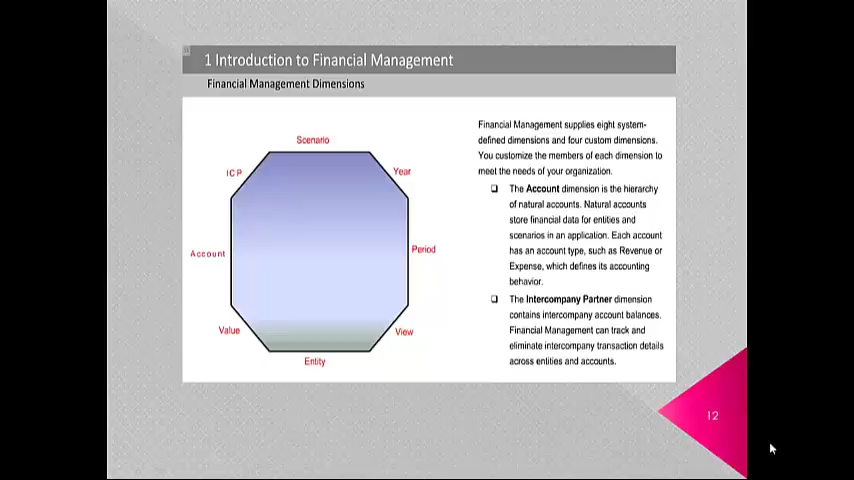 1 Introduction to Financial Management
Financial Management Dimensions
Scenario
ICP
Year
Account
Period
Value
View
Entity
Financial Management supplies eight system-
defined dimensions and four custom dimensions.
You customize the members of each dimension to
meet the needs of your organization.
❑ The Account dimension is the hierarchy
of natural accounts. Natural accounts
store financial data for entities and
scenarios in an application. Each account
has an account type, such as Revenue or
Expense, which defines its accounting
behavior.
❑ The Intercompany Partner dimension
contains intercompany account balances.
Financial Management can track and
eliminate intercompany transaction details
across entities and accounts.
12